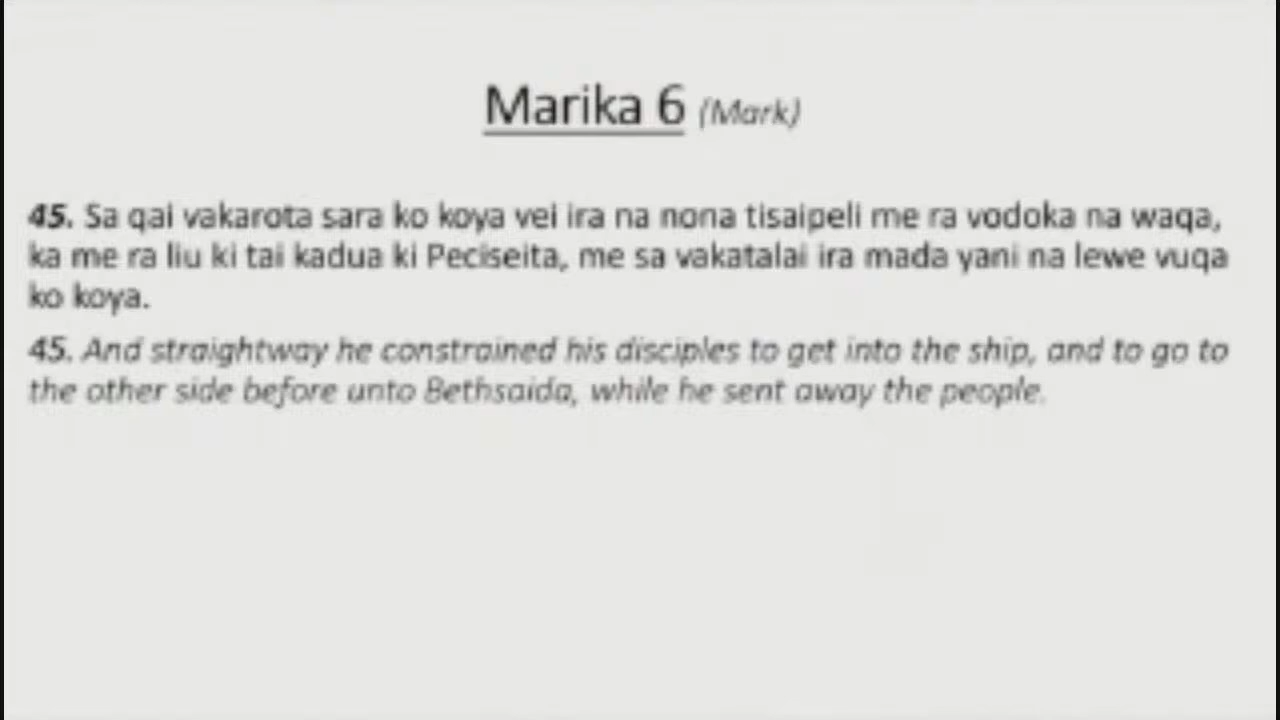 Marika 6 (Mark)
45. Sa qai vakarota sara ko koya vei ira na nona tisaipeli me ra vodoka na waqa,
ka me ra liu ki tai kadua ki Peciseita, me sa vakatalai ira mada yani na lewe vuqa
ko koya.
45. And straightway he constrained his disciples to get into the ship, and to go to
the other side before unto Bethsaida, while he sent away the people.